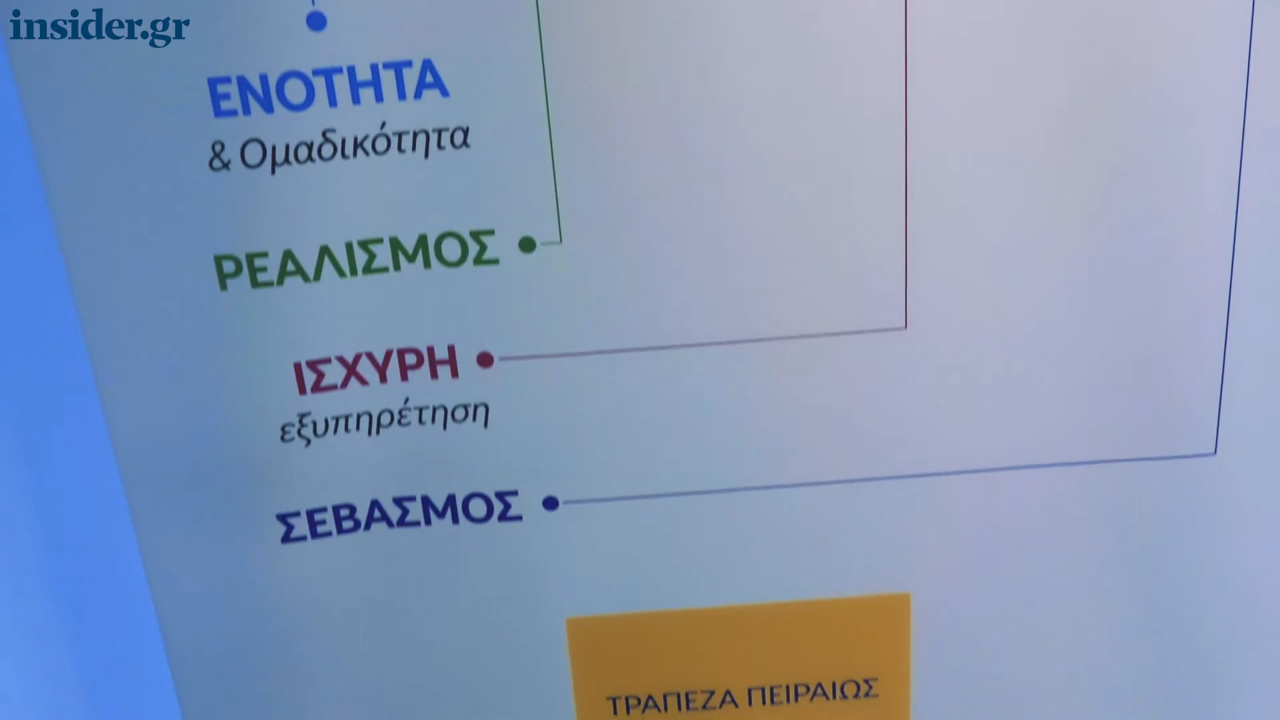 insider.gr
ΕΝΟΤΗΤΑ
& Ομαδικότητα
ΡΕΑΛΙΣΜΟΣ
ΙΣΧΥΡΗ
εξυπηρέτηση
ΣΕΒΑΣΜΟΣ
ΤΡΑΠΕΖΑ ΠΕΙΡΑΙΩΣ